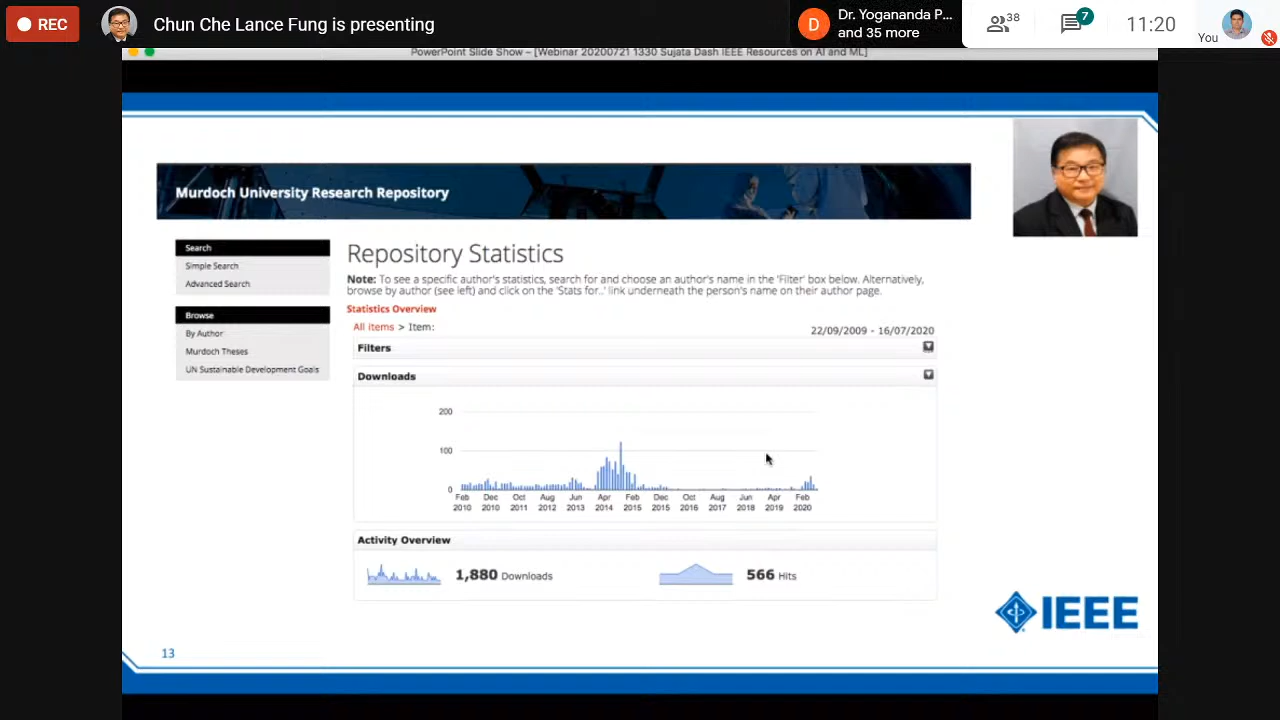 REC
Chun Che Lance Fung is presenting
D
Dr. Yogananda P...
and 35 more
38
7
11:20
You
PowerPoint Slide Show – [Webinar 20200721 1330 Sujata Dash IEEE Resources on AI and ML]
Murdoch University Research Repository
Search
Simple Search
Advanced Search
Browse
By Author
Murdoch Theses
UN Sustainable Development Goals
Repository Statistics
Note: To see a specific author's statistics, search for and choose an author's name in the 'Filter' box below. Alternatively,
browse by author (see left) and click on the 'Stats for..' link underneath the person's name on their author page.
Statistics Overview
All items > Item:
22/09/2009 - 16/07/2020
Filters
Downloads
200
100
0
Feb Dec Oct Aug Jun Apr Feb Dec Oct Aug Jun Apr Feb
2010 2010 2011 2012 2013 2014 2015 2015 2016 2017 2018 2019 2020
Activity Overview
1,880 Downloads
566 Hits
IEEE
13